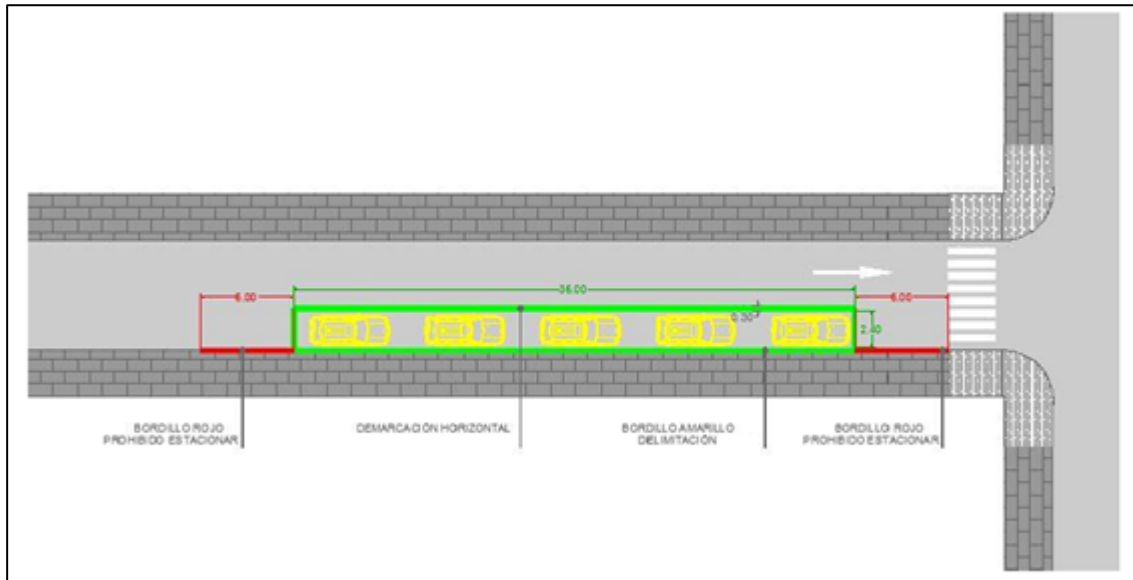 6.00
36.00
6.00
0.30
2.40
BORDILLO ROJO
PROHIBIDO ESTACIONAR
DEMARCACIÓN HORIZONTAL
BORDILLO AMARILLO
DELIMITACIÓN
BORDILLO ROJO
PROHIBIDO ESTACIONAR